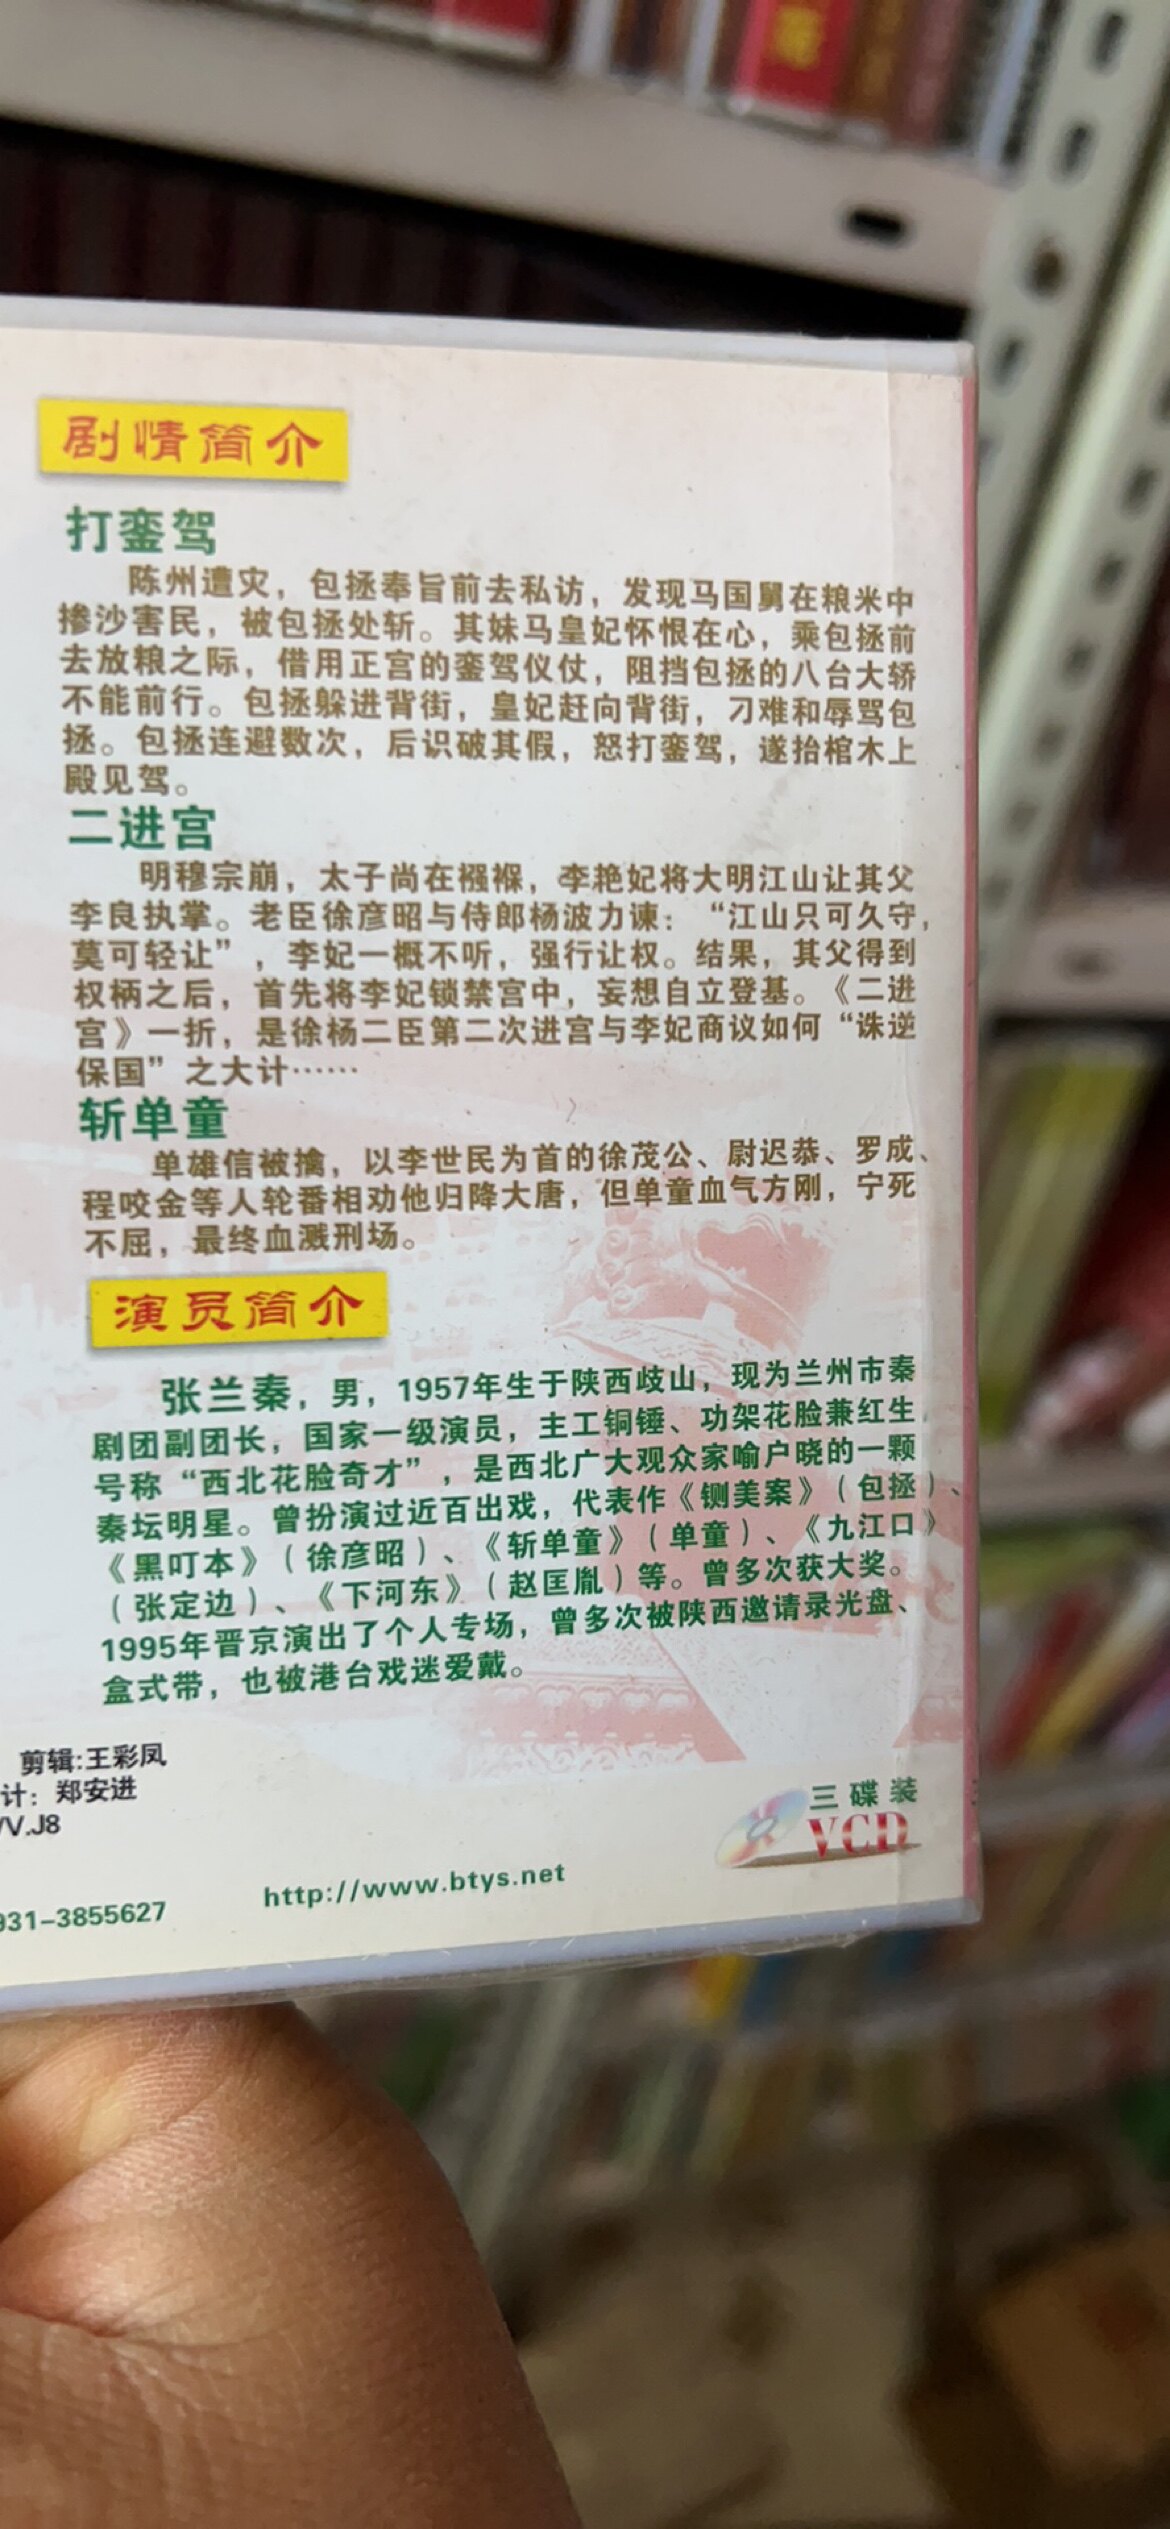 剧情简介
打銮驾
陈州遭灾，包拯奉旨前去私访，发现马国舅在粮米中
掺沙害民，被包拯处斩。其妹马皇妃怀恨在心，乘包拯前
去放粮之际，借用正宫的銮驾仪仗，阻挡包拯的八台大轿
不能前行。包拯躲进背街，皇妃赶向背街，刁难和辱骂包
拯。包拯连避数次，后识破其假，怒打銮驾，遂抬棺木上
殿见驾。
二进宫
明穆宗崩，太子尚在襁褓，李艳妃将大明江山让其父
李良执掌。老臣徐彦昭与侍郎杨波力谏：“江山只可久守，
莫可轻让”，李妃一概不听，强行让权。结果，其父得到
权柄之后，首先将李妃锁禁宫中，妄想自立登基。《二进
宫》一折，是徐杨二臣第二次进宫与李妃商议如何“诛逆
保国”之大计……
斩单童
单雄信被擒，以李世民为首的徐茂公、尉迟恭、罗成、
程咬金等人轮番相劝他归降大唐，但单童血气方刚，宁死
不屈，最终血溅刑场。
演员简介
张兰秦，男，1957年生于陕西歧山，现为兰州市秦
剧团副团长，国家一级演员，主工铜锤、功架花脸兼红生，
号称“西北花脸奇才”，是西北广大观众家喻户晓的一颗
秦坛明星。曾扮演过近百出戏，代表作《铡美案》（包拯）、
《黑叮本》（徐彦昭）、《斩单童》（单童）、《九江口》
（张定边）、《下河东》（赵匡胤）等。曾多次获大奖。
1995年晋京演出了个人专场，曾多次被陕西邀请录光盘、
盒式带，也被港台戏迷爱戴。
剪辑:王彩凤
计：郑安进
/V.J8
三碟装
VCD
http://www.btys.net
931-3855627